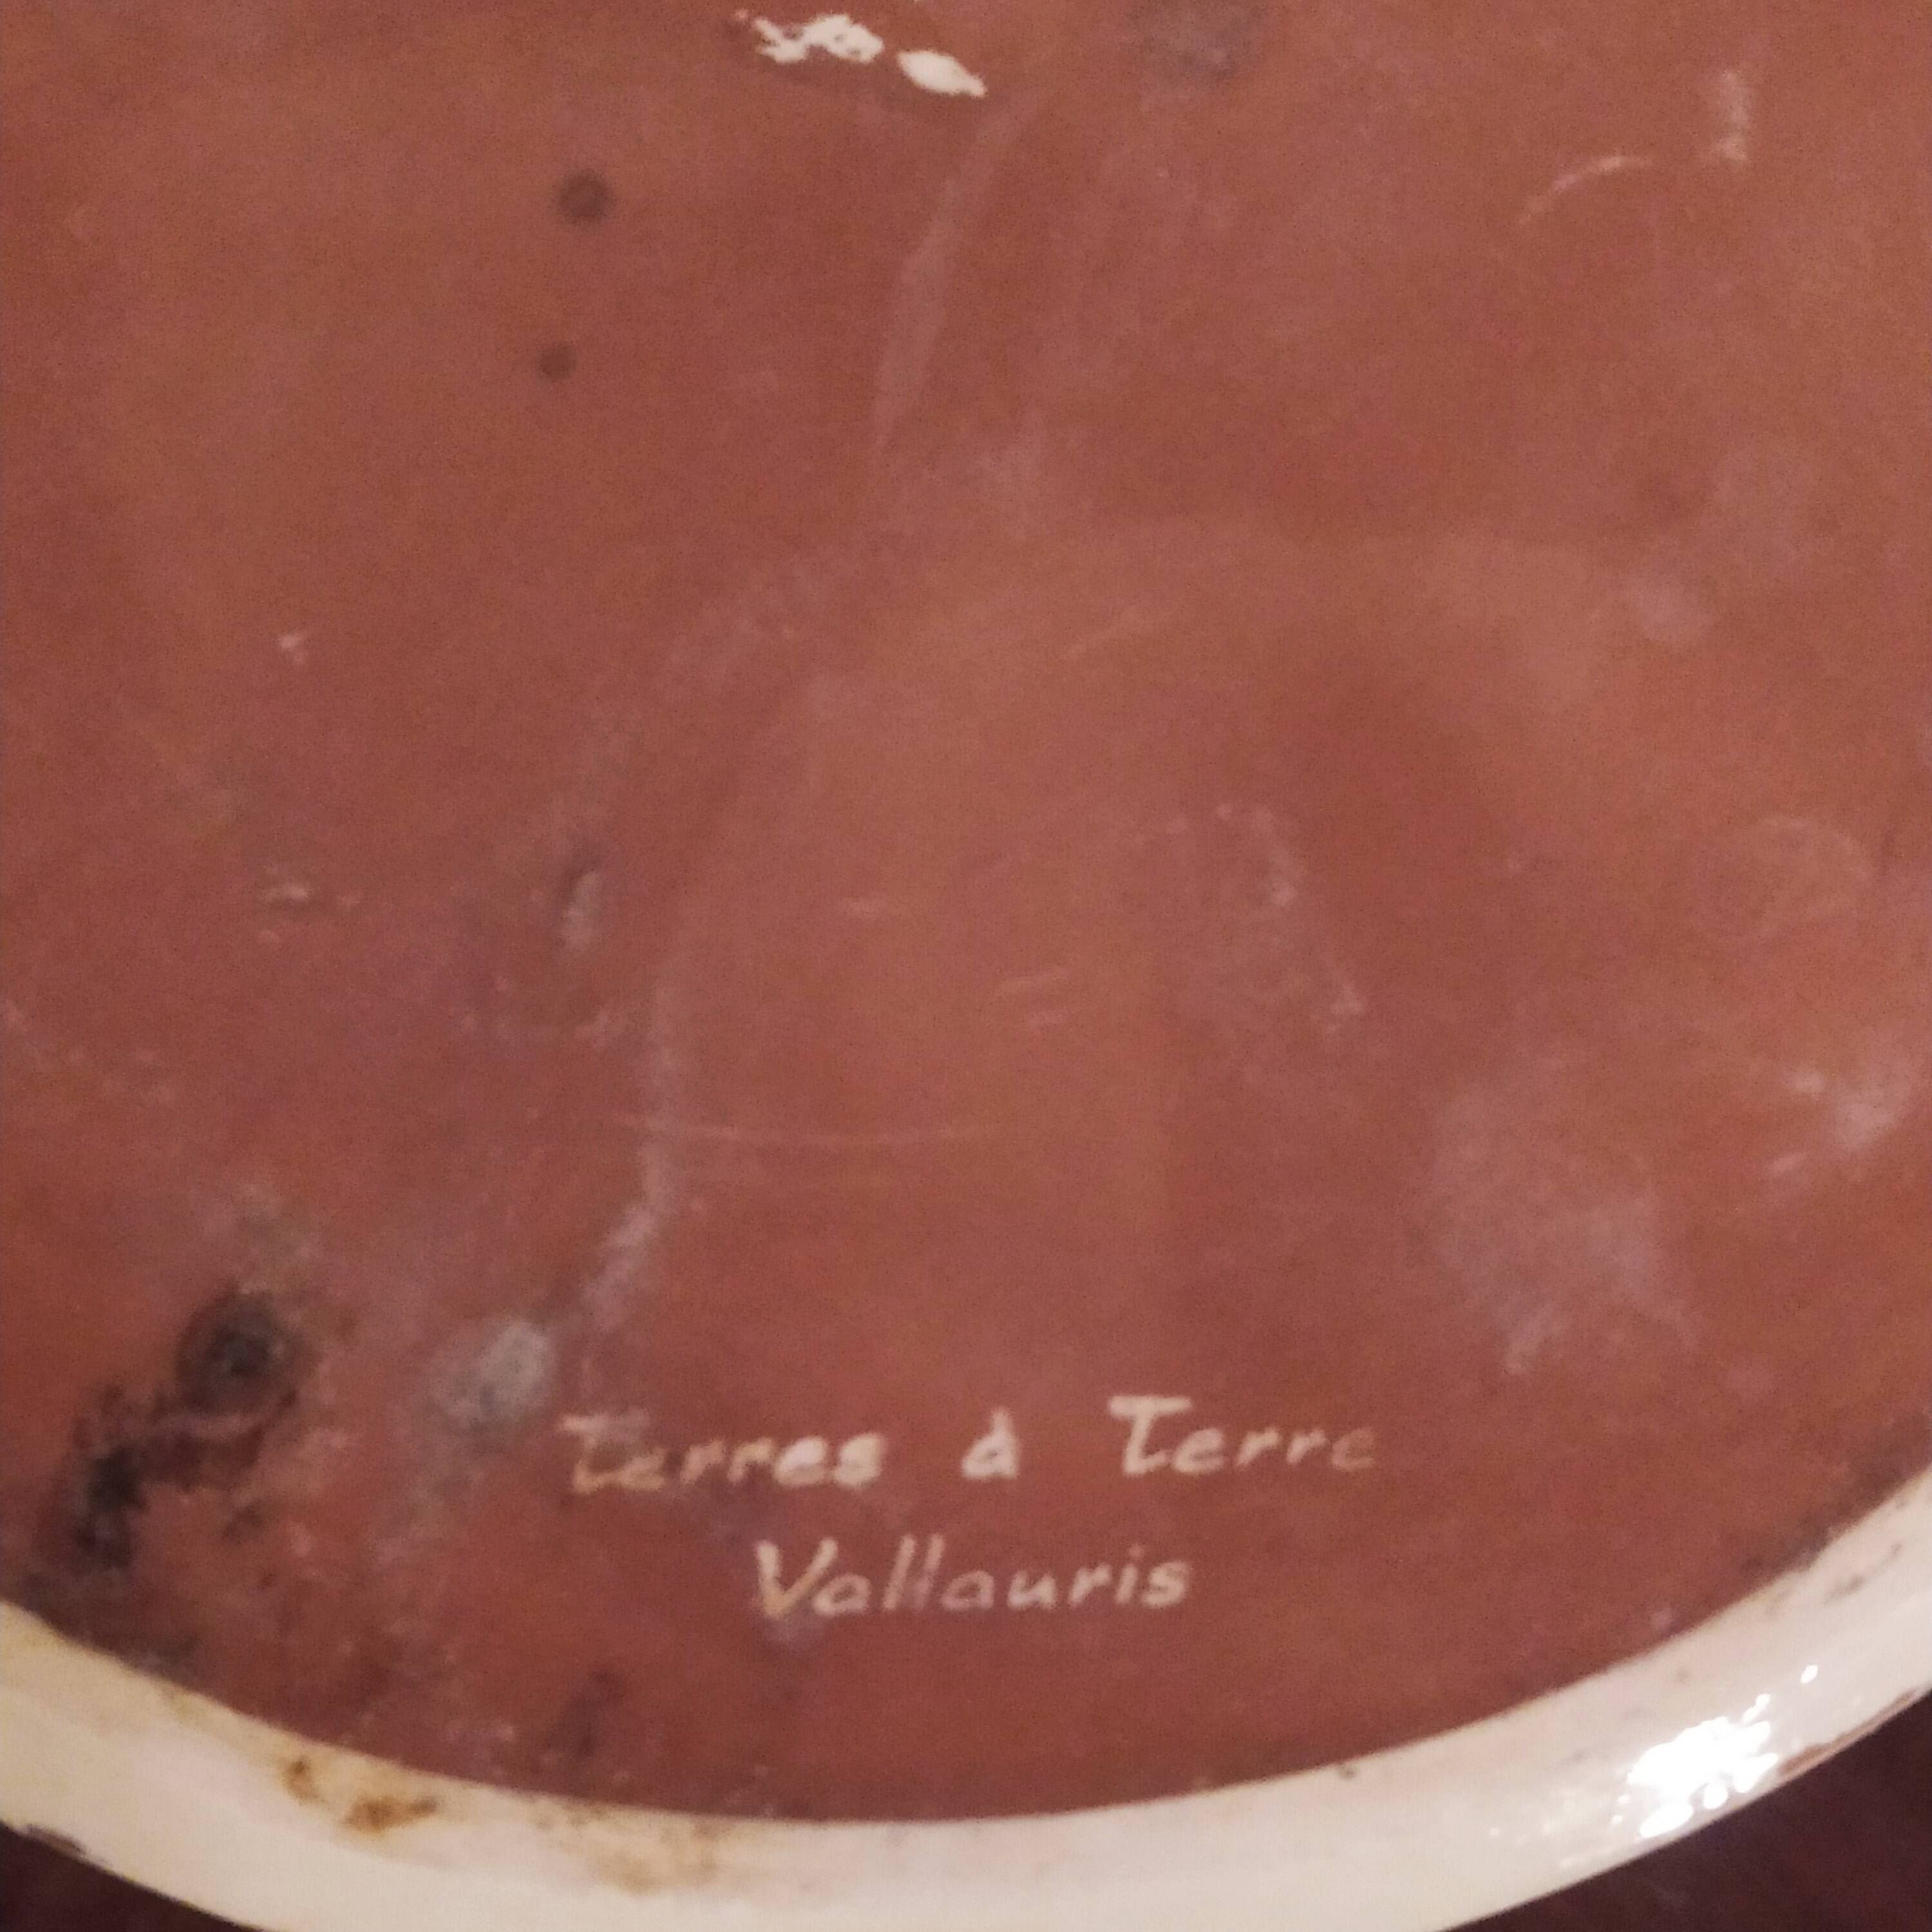 Terres à Terre
Vallauris